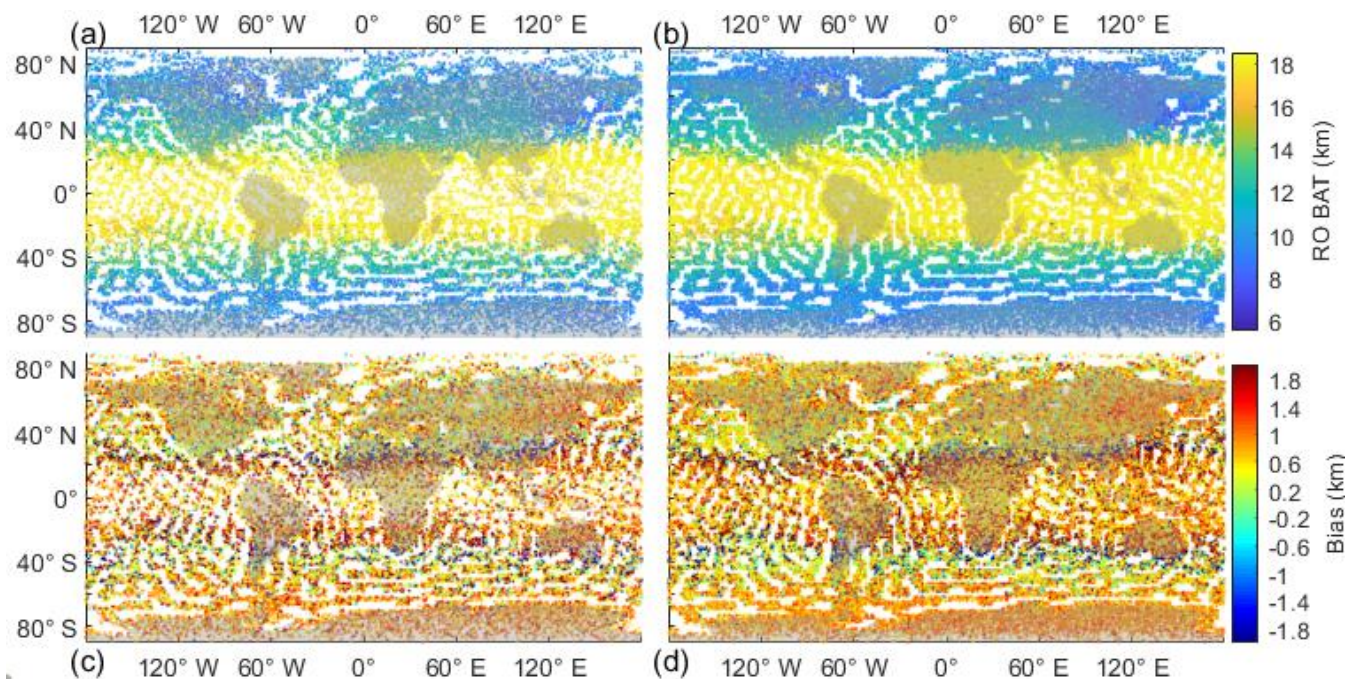 (a) 120° W 60° W 0° 60° E 120° E (b) 120° W 60° W 0° 60° E 120° E
80° N
40° N
0°
40° S
80° S
18
16
14
12
10
8
6
RO BAT (km)
80° N
40° N
0°
40° S
80° S
1.8
1.4
1
0.6
0.2
-0.2
-0.6
-1
-1.4
-1.8
Bias (km)
(c) 120° W 60° W 0° 60° E 120° E (d) 120° W 60° W 0° 60° E 120° E